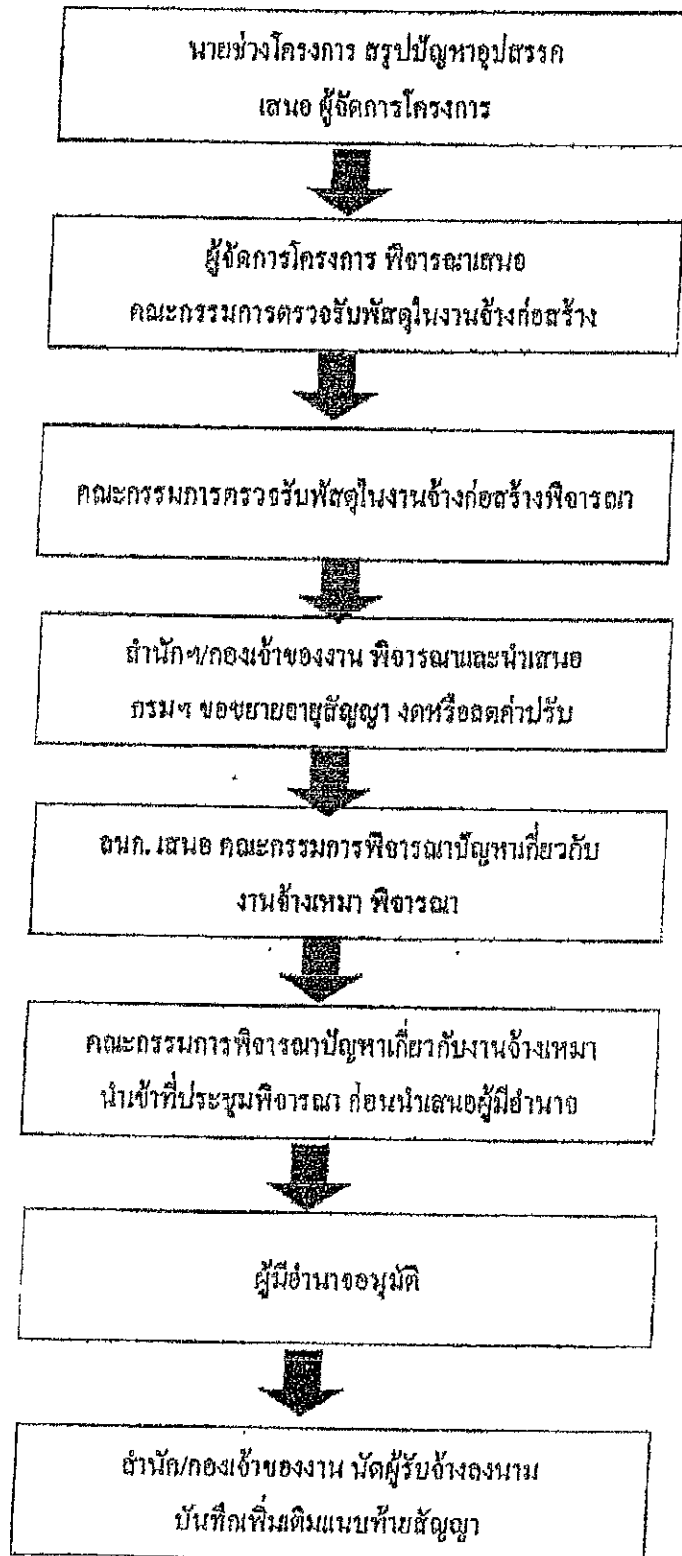 นายช่วงโครงการ สรุปปัญหาอุปสรรค
เสนอ ผู้จัดการโครงการ
ผู้จัดการโครงการ พิจารณาเสนอ
คณะกรรมการตรวจรับพัสดุในงานจ้างก่อสร้าง
คณะกรรมการตรวจรับพัสดุในงานจ้างก่อสร้างพิจารณา
สำนักฯ/กองเจ้าของงาน พิจารณาและนำเสนอ
กรมฯ ขอขยายอายุสัญญา งดหรือลดค่าปรับ
อนก. เสนอ คณะกรรมการพิจารณาปัญหาเกี่ยวกับ
งานจ้างเหมา พิจารณา
คณะกรรมการพิจารณาปัญหาเกี่ยวกับงานจ้างเหมา
นำเข้าที่ประชุมพิจารณา ก่อนนำเสนอผู้มีอำนาจ
ผู้มีอำนาจอนุมัติ
สำนัก/กองเจ้าของงาน นัดผู้รับจ้างลงนาม
บันทึกเพิ่มเติมแนบท้ายสัญญา